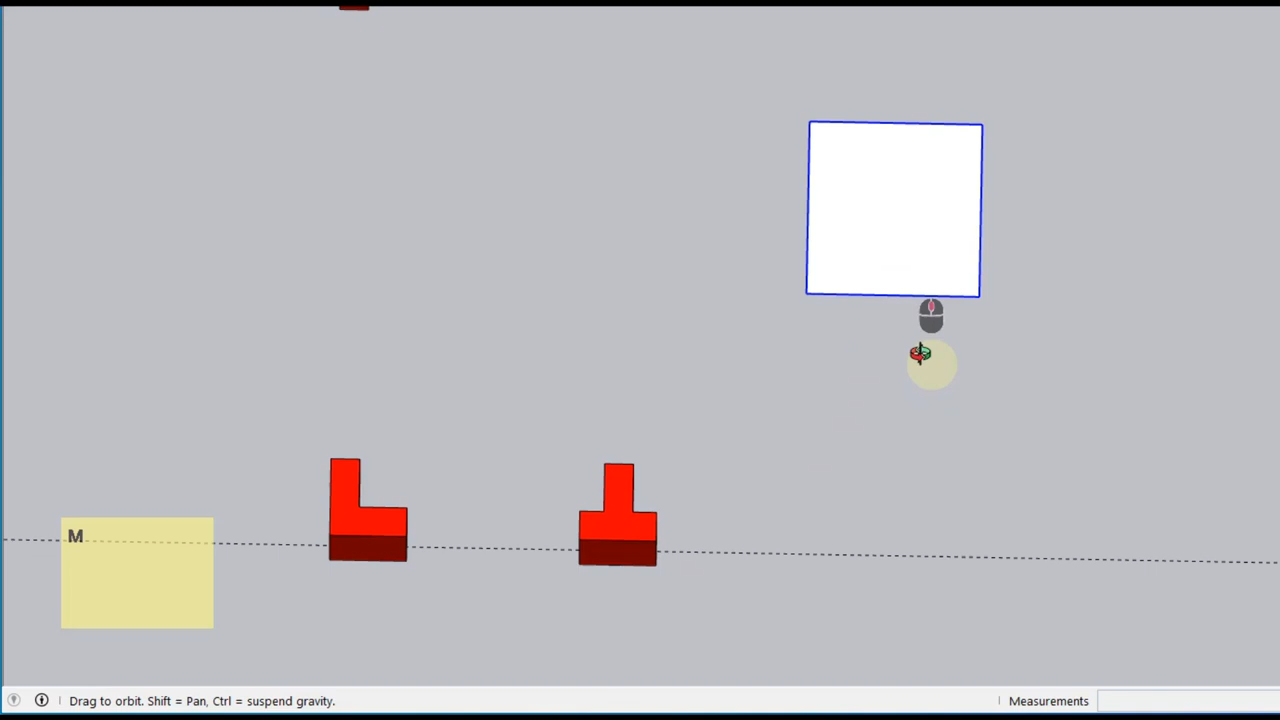 M
Drag to orbit. Shift = Pan, Ctrl = suspend gravity.
Measurements